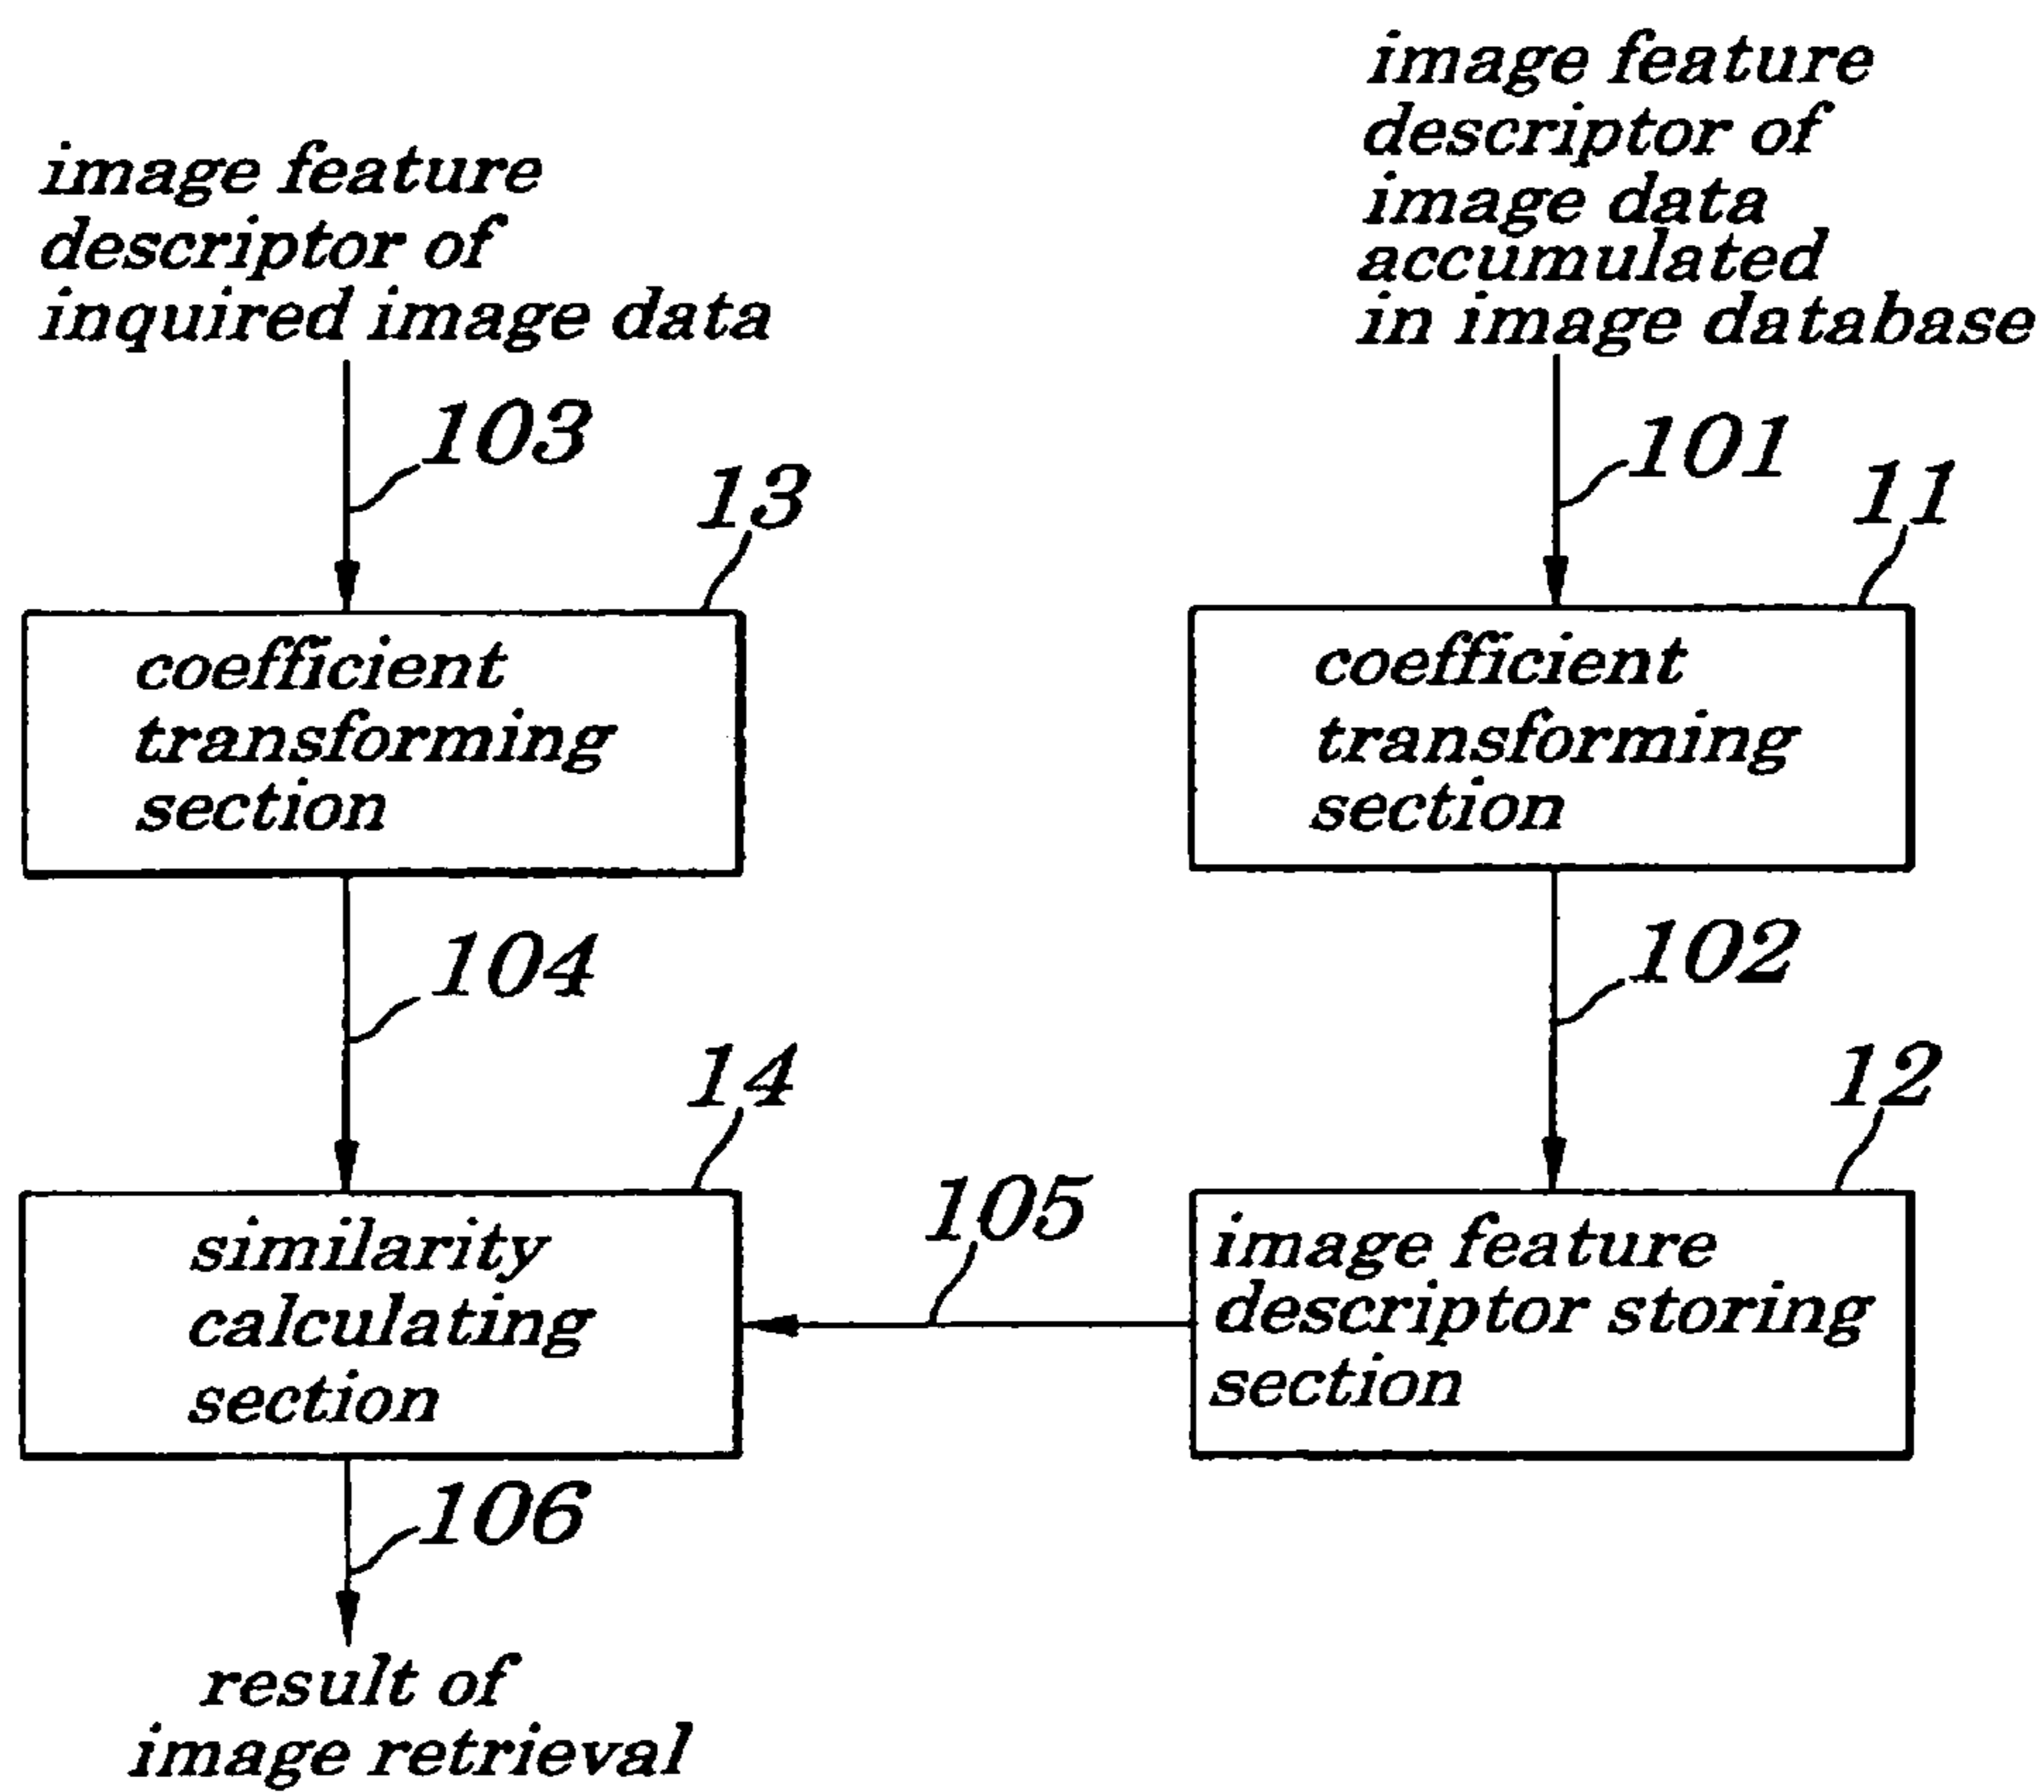 image feature
descriptor of
inquired image data
image feature
descriptor of
image data
accumulated
in image database
103
101
13
11
coefficient
transforming
section
coefficient
transforming
section
104
102
14
12
similarity
calculating
section
105
image feature
descriptor storing
section
106
result of
image retrieval